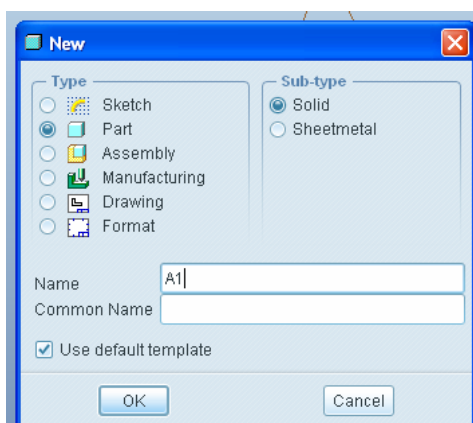 New
Type
Sketch
Part
Assembly
Manufacturing
Drawing
Format
Sub-type
Solid
Sheetmetal
Name
A1
Common Name
Use default template
OK
Cancel